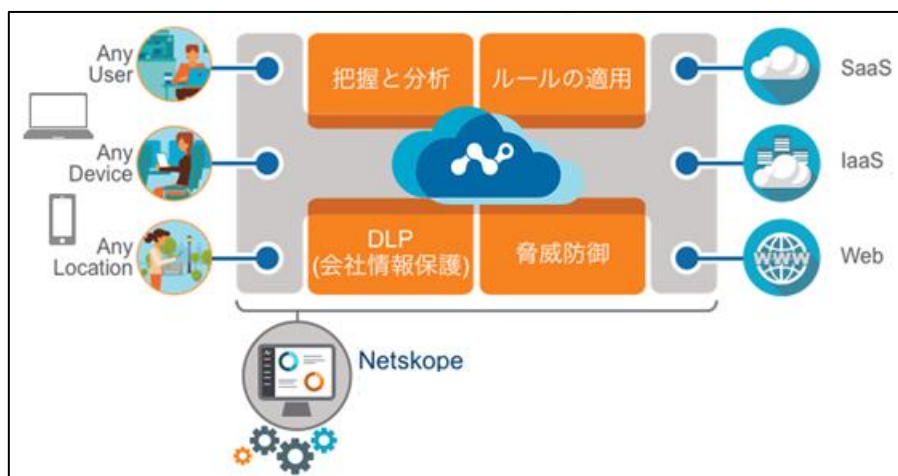 Any
User
Any
Device
Any
Location
把握と分析
ルールの適用
DLP
(会社情報保護)
脅威防御
SaaS
IaaS
WWW
Web
Netskope